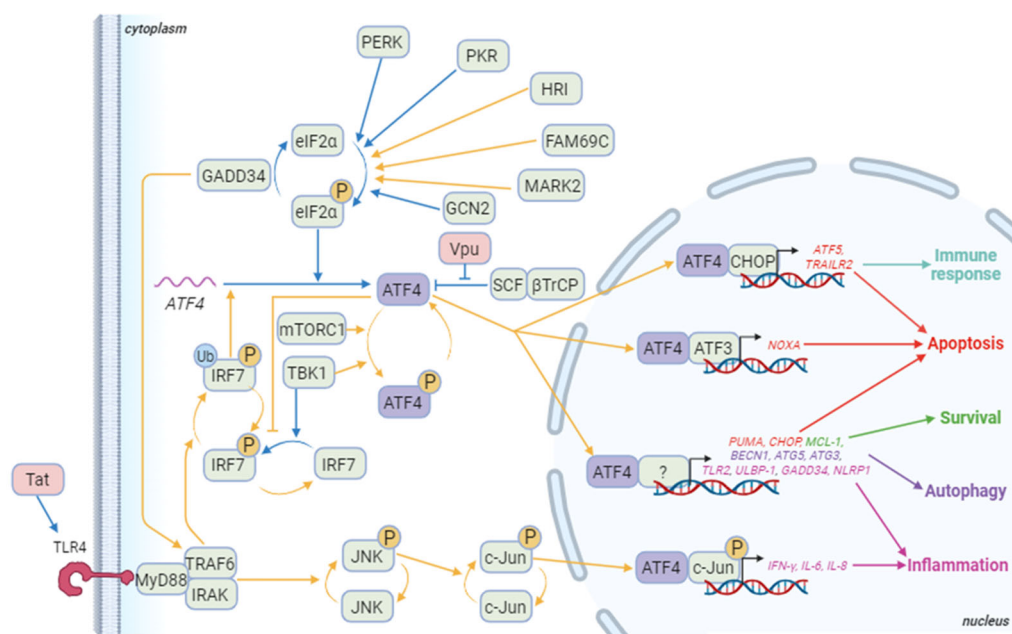 cytoplasm
PERK
PKR
HRI
FAM69C
MARK2
GCN2
eIF2α
GADD34
P
eIF2α
Vpu
SCF βTrCP
ATF4
ATF4
mTORC1
TBK1
P
ATF4
Ub P
IRF7
P
IRF7
IRF7
Tat
TLR4
MyD88
TRAF6
IRAK
P
JNK
JNK
P
c-Jun
c-Jun
ATF4 CHOP
ATF5,
TRAILR2
Immune
response
ATF4 ATF3
NOXA
Apoptosis
ATF4 ?
PUMA, CHOP, MCL-1,
BECN1, ATG5, ATG3,
TLR2, ULBP-1, GADD34, NLRP1
Survival
Autophagy
P
ATF4 c-Jun
IFN-γ, IL-6, IL-8
Inflammation
nucleus